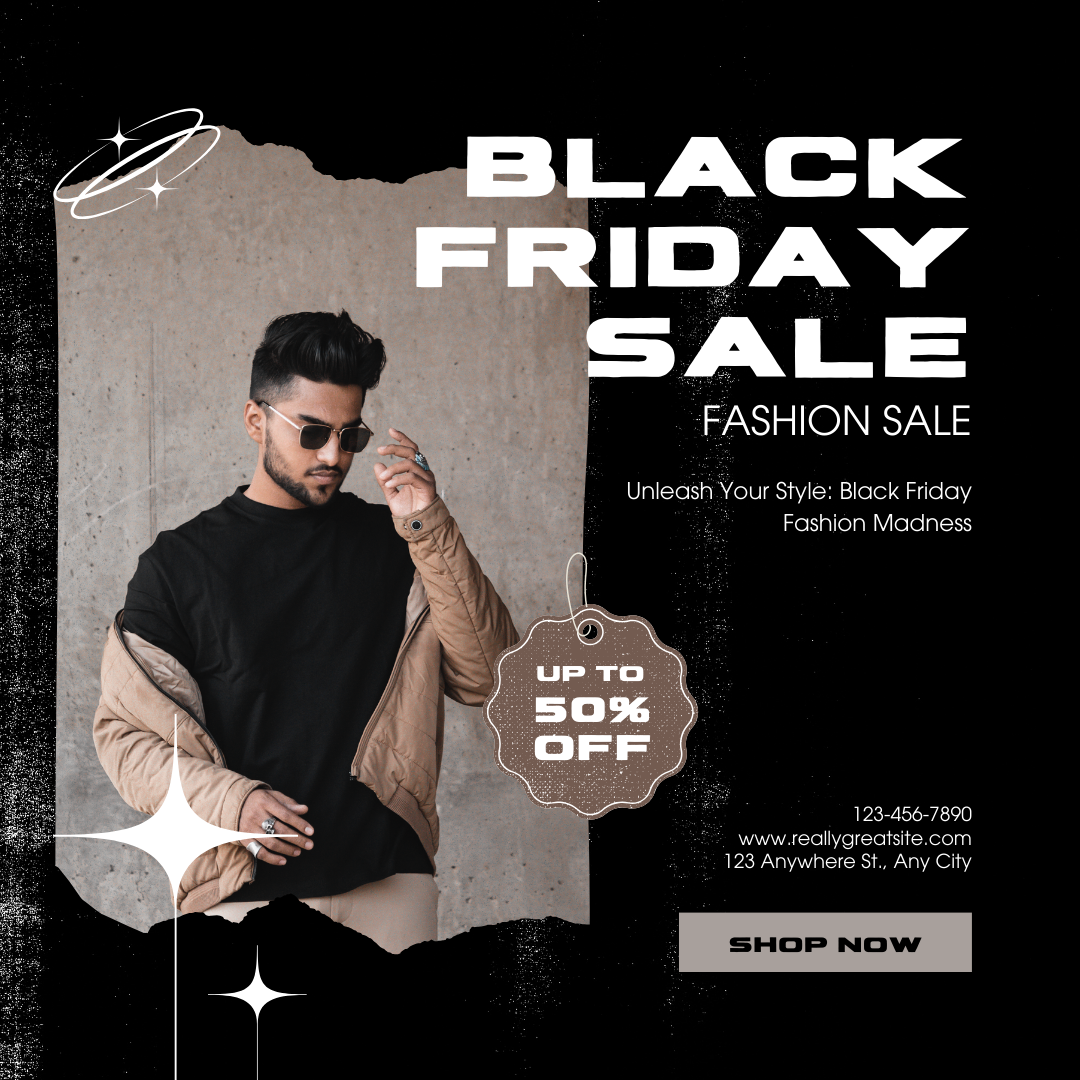 BLACK
FRIDAY
SALE
FASHION SALE
Unleash Your Style: Black Friday
Fashion Madness
UP TO
50%
OFF
123-456-7890
www.reallygreatsite.com
123 Anywhere St., Any City
SHOP NOW